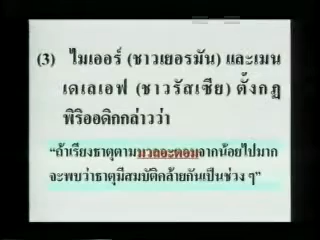 (3) ไมเออร์ (ชาวเยอรมัน) และเมน
เดเลเอฟ (ชาวรัสเซีย) ตั้งกฎ
พิริออดิกกล่าวว่า
“ถ้าเรียงธาตุตามมวลอะตอมจากน้อยไปมาก
จะพบว่าธาตุมีสมบัติคล้ายกันเป็นช่วง ๆ”